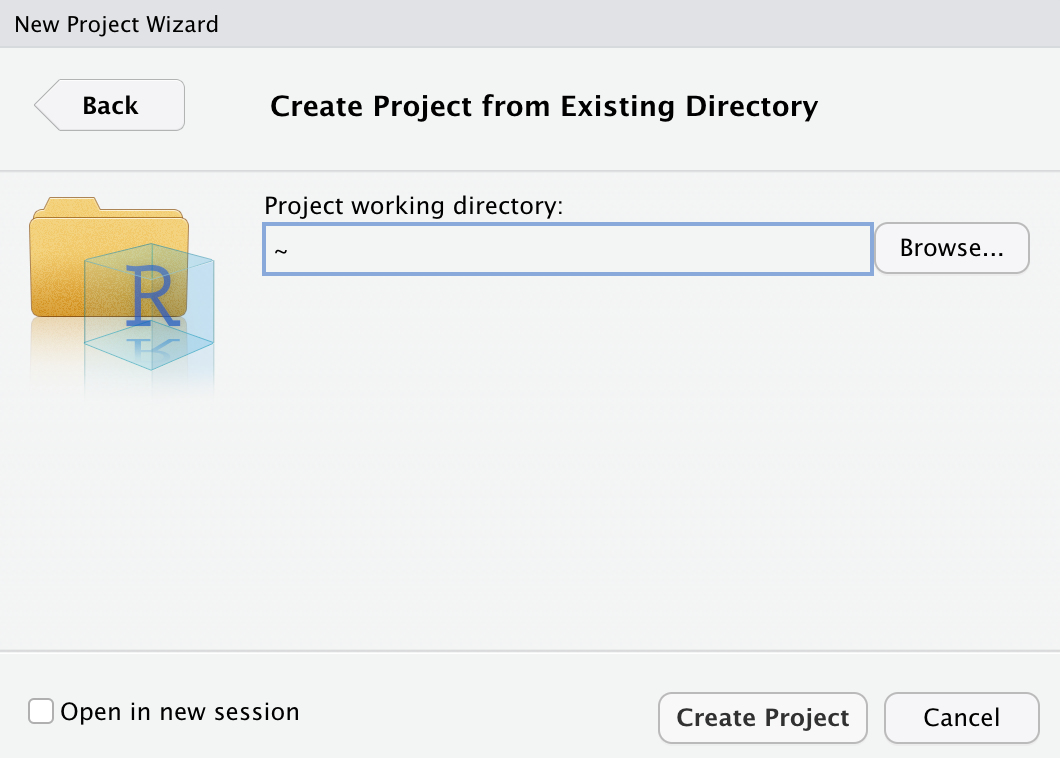 New Project Wizard
Back
Create Project from Existing Directory
Project working directory:
~
Browse...
R
Open in new session
Create Project
Cancel